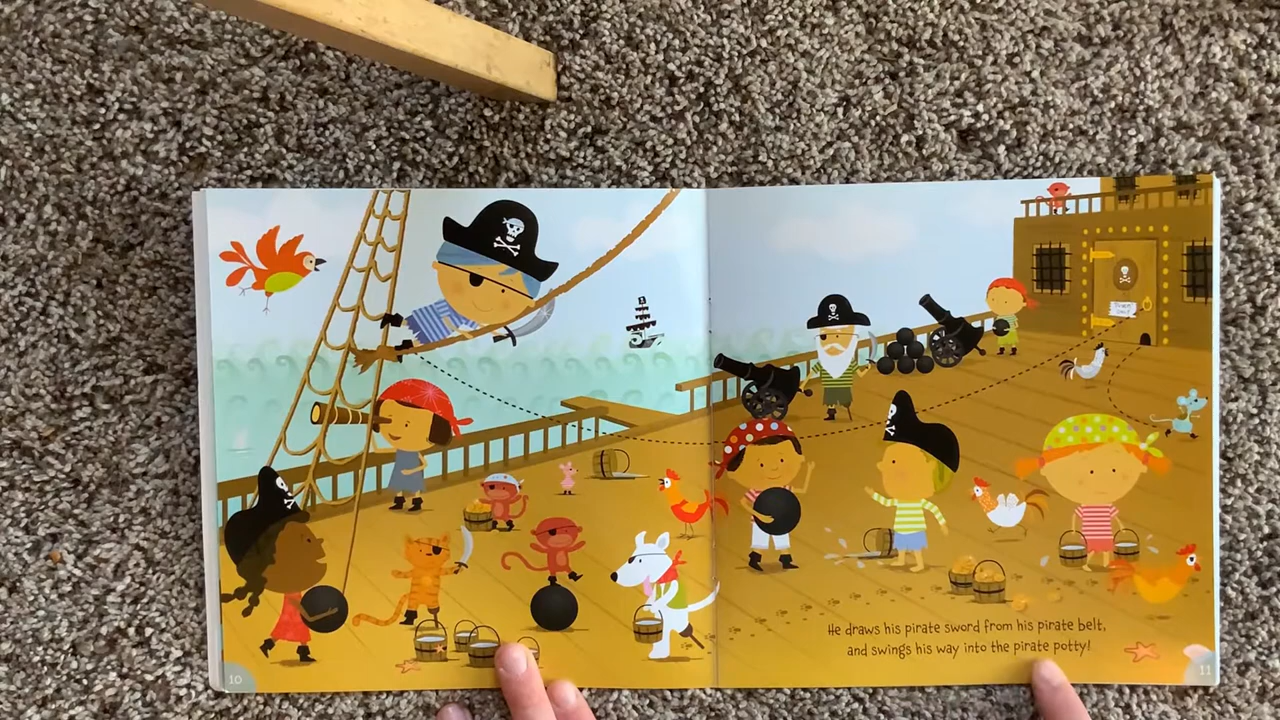 He draws his pirate sword from his pirate belt,
and swings his way into the pirate potty!
10
11